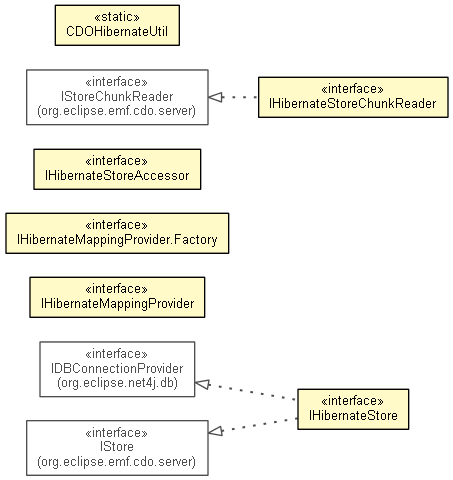 «static»
CDOHibernateUtil
«interface»
IStoreChunkReader
(org.eclipse.emf.cdo.server)
«interface»
IHibernateStoreChunkReader
«interface»
IHibernateStoreAccessor
«interface»
IHibernateMappingProvider.Factory
«interface»
IHibernateMappingProvider
«interface»
IDBConnectionProvider
(org.eclipse.net4j.db)
«interface»
IHibernateStore
«interface»
IStore
(org.eclipse.emf.cdo.server)